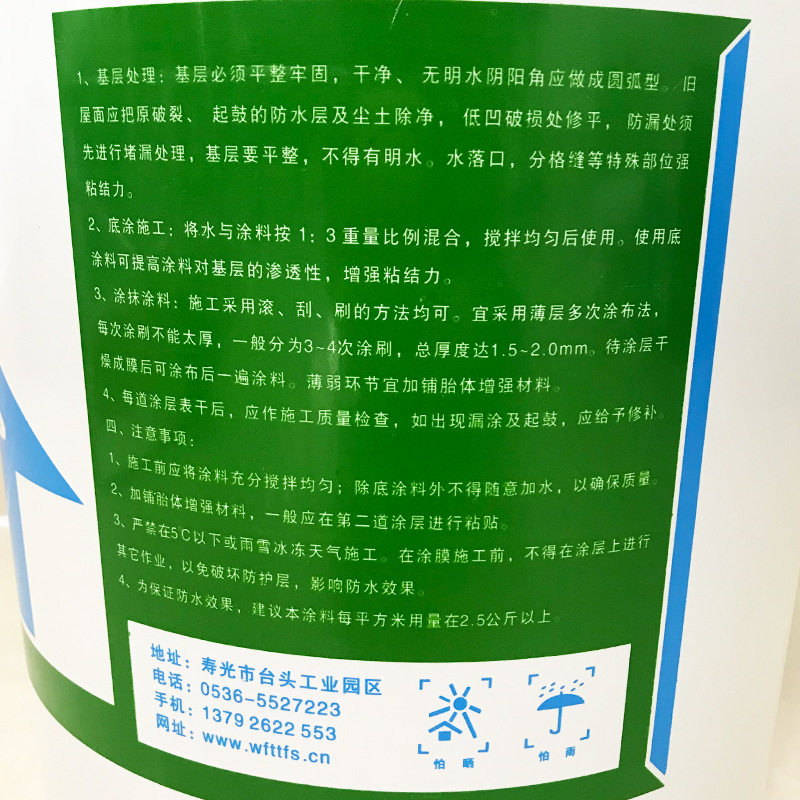 1、基层处理：基层必须平整牢固，干净、 无明水阴阳角应做成圆弧型。旧
屋面应把原破裂、 起鼓的防水层及尘土除净， 低凹破损处修平， 防漏处须
先进行堵漏处理，基层要平整，不得有明水。水落口，分格缝等特殊部位强
粘结力。
2、底涂施工：将水与涂料按 1：3 重量比例混合，搅拌均匀后使用。使用底
涂料可提高涂料对基层的渗透性，增强粘结力。
3、涂抹涂料：施工采用滚、刮、刷的方法均可。宜采用薄层多次涂布法，
每次涂刷不能太厚，一般分为3~4次涂刷，总厚度达1.5~2.0mm。待涂层干
燥成膜后可涂布后一遍涂料。薄弱环节宜加铺胎体增强材料。
4、每道涂层表干后，应作施工质量检查，如出现漏涂及起鼓，应给予修补。
四、注意事项：
1、施工前应将涂料充分搅拌均匀；除底涂料外不得随意加水，以确保质量。
2、加铺胎体增强材料，一般应在第二道涂层进行粘贴。
3、严禁在5℃以下或雨雪冰冻天气施工。在涂膜施工前，不得在涂层上进行
其它作业，以免破坏防护层，影响防水效果。
4、为保证防水效果，建议本涂料每平方米用量在2.5公斤以上。
地址：寿光市台头工业园区
电话：0536-5527223
手机：13792622553
网址：www.wfttfs.cn
怕 晒
怕 雨